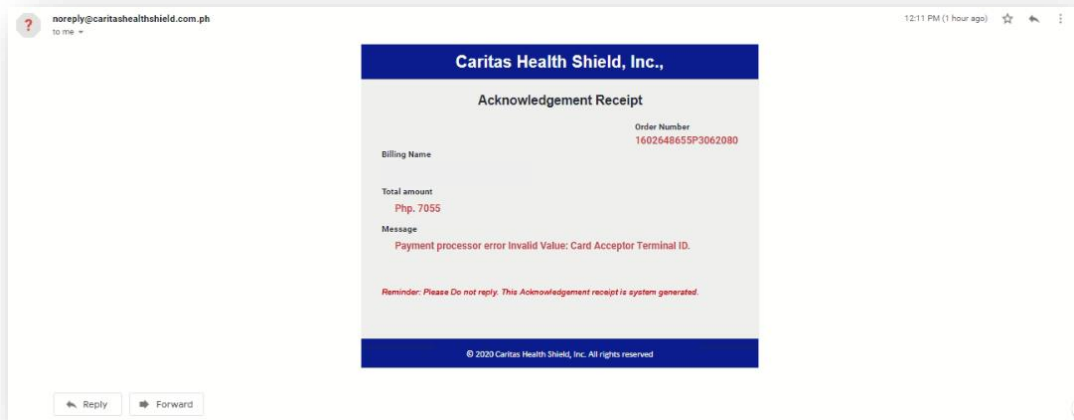 noreply@caritashealthshield.com.ph
12:11 PM (1 hour ago)
to me
Caritas Health Shield, Inc.,
Acknowledgement Receipt
Order Number
1602648655P3062080
Billing Name
Total amount
Php. 7055
Message
Payment processor error Invalid Value: Card Acceptor Terminal ID.
Reminder: Please Do not reply. This Acknowledgement receipt is system generated.
© 2020 Caritas Health Shield, Inc. All rights reserved
Reply
Forward